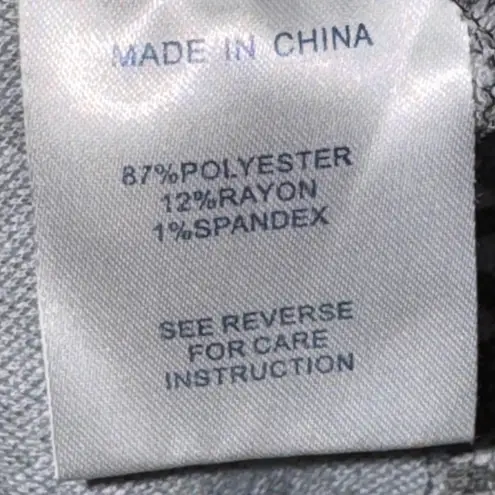 MADE IN CHINA
87%POLYESTER
12%RAYON
1%SPANDEX
SEE REVERSE
FOR CARE
INSTRUCTION